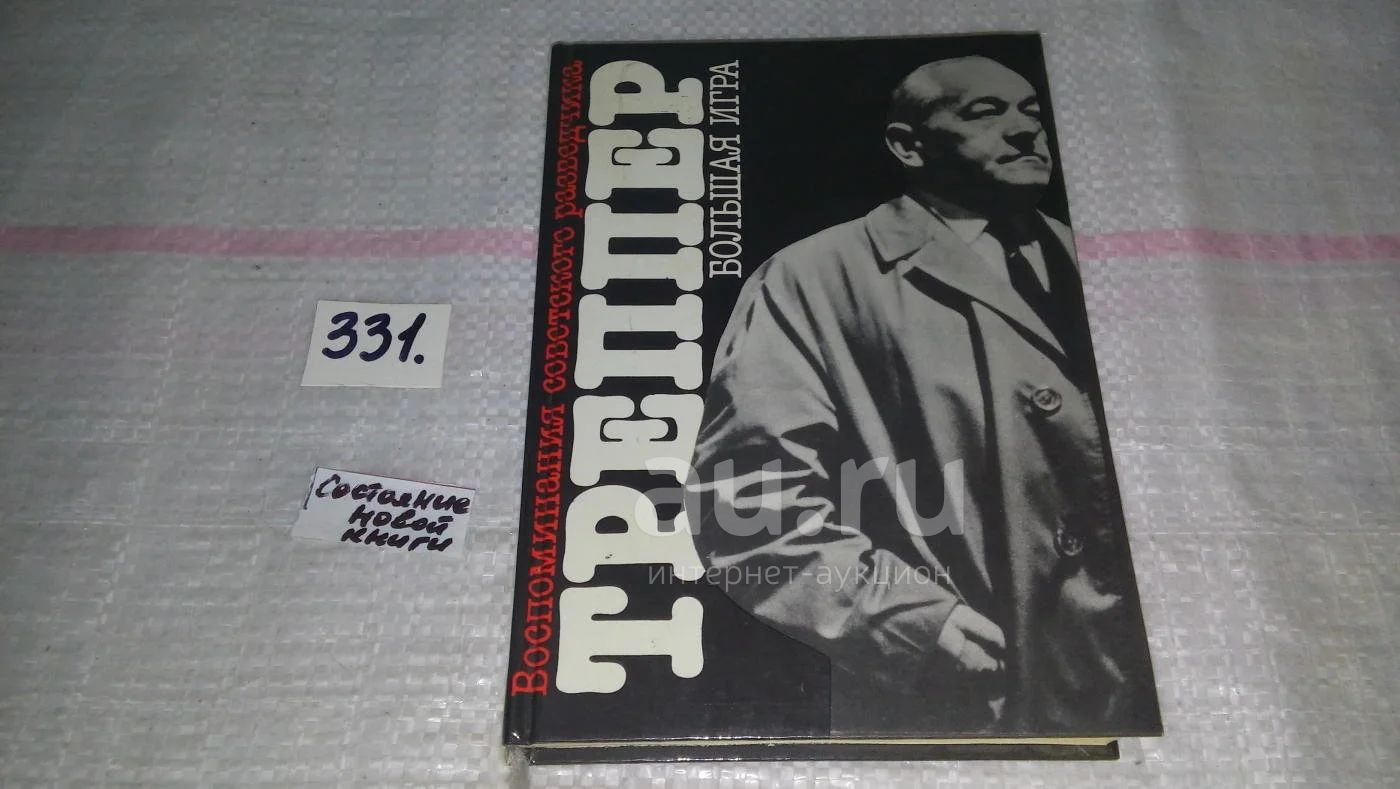 Воспоминания советского разведчика
ТРЕППЕР
БОЛЬШАЯ ИГРА
331.
Состояние
новой
книги
au.ru
интернет-аукцион